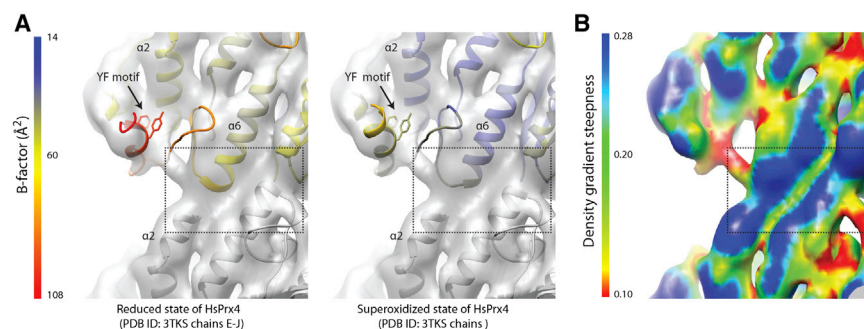 A
B
14
60
108
B-factor (Å²)
α2
YF motif
α6
α2
Reduced state of HsPrx4
(PDB ID: 3TKS chains E-J)
α2
YF motif
α6
α2
Superoxidized state of HsPrx4
(PDB ID: 3TKS chains )
0.28
0.20
0.10
Density gradient steepness